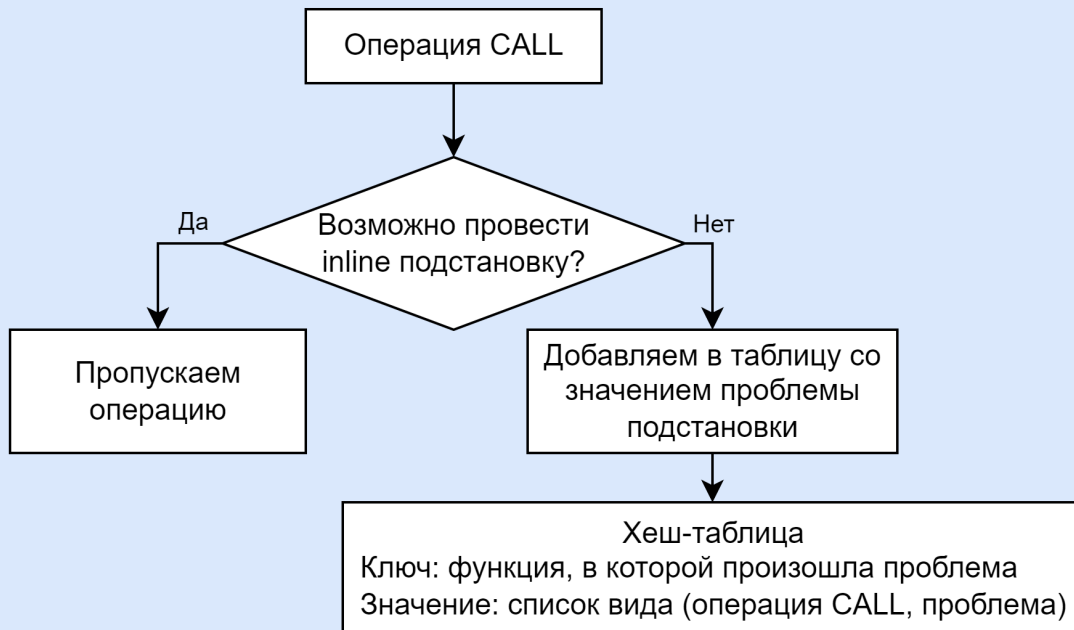 Операция CALL
Возможно провести
inline подстановку?
Да
Нет
Пропускаем
операцию
Добавляем в таблицу со
значением проблемы
подстановки
Хеш-таблица
Ключ: функция, в которой произошла проблема
Значение: список вида (операция CALL, проблема)